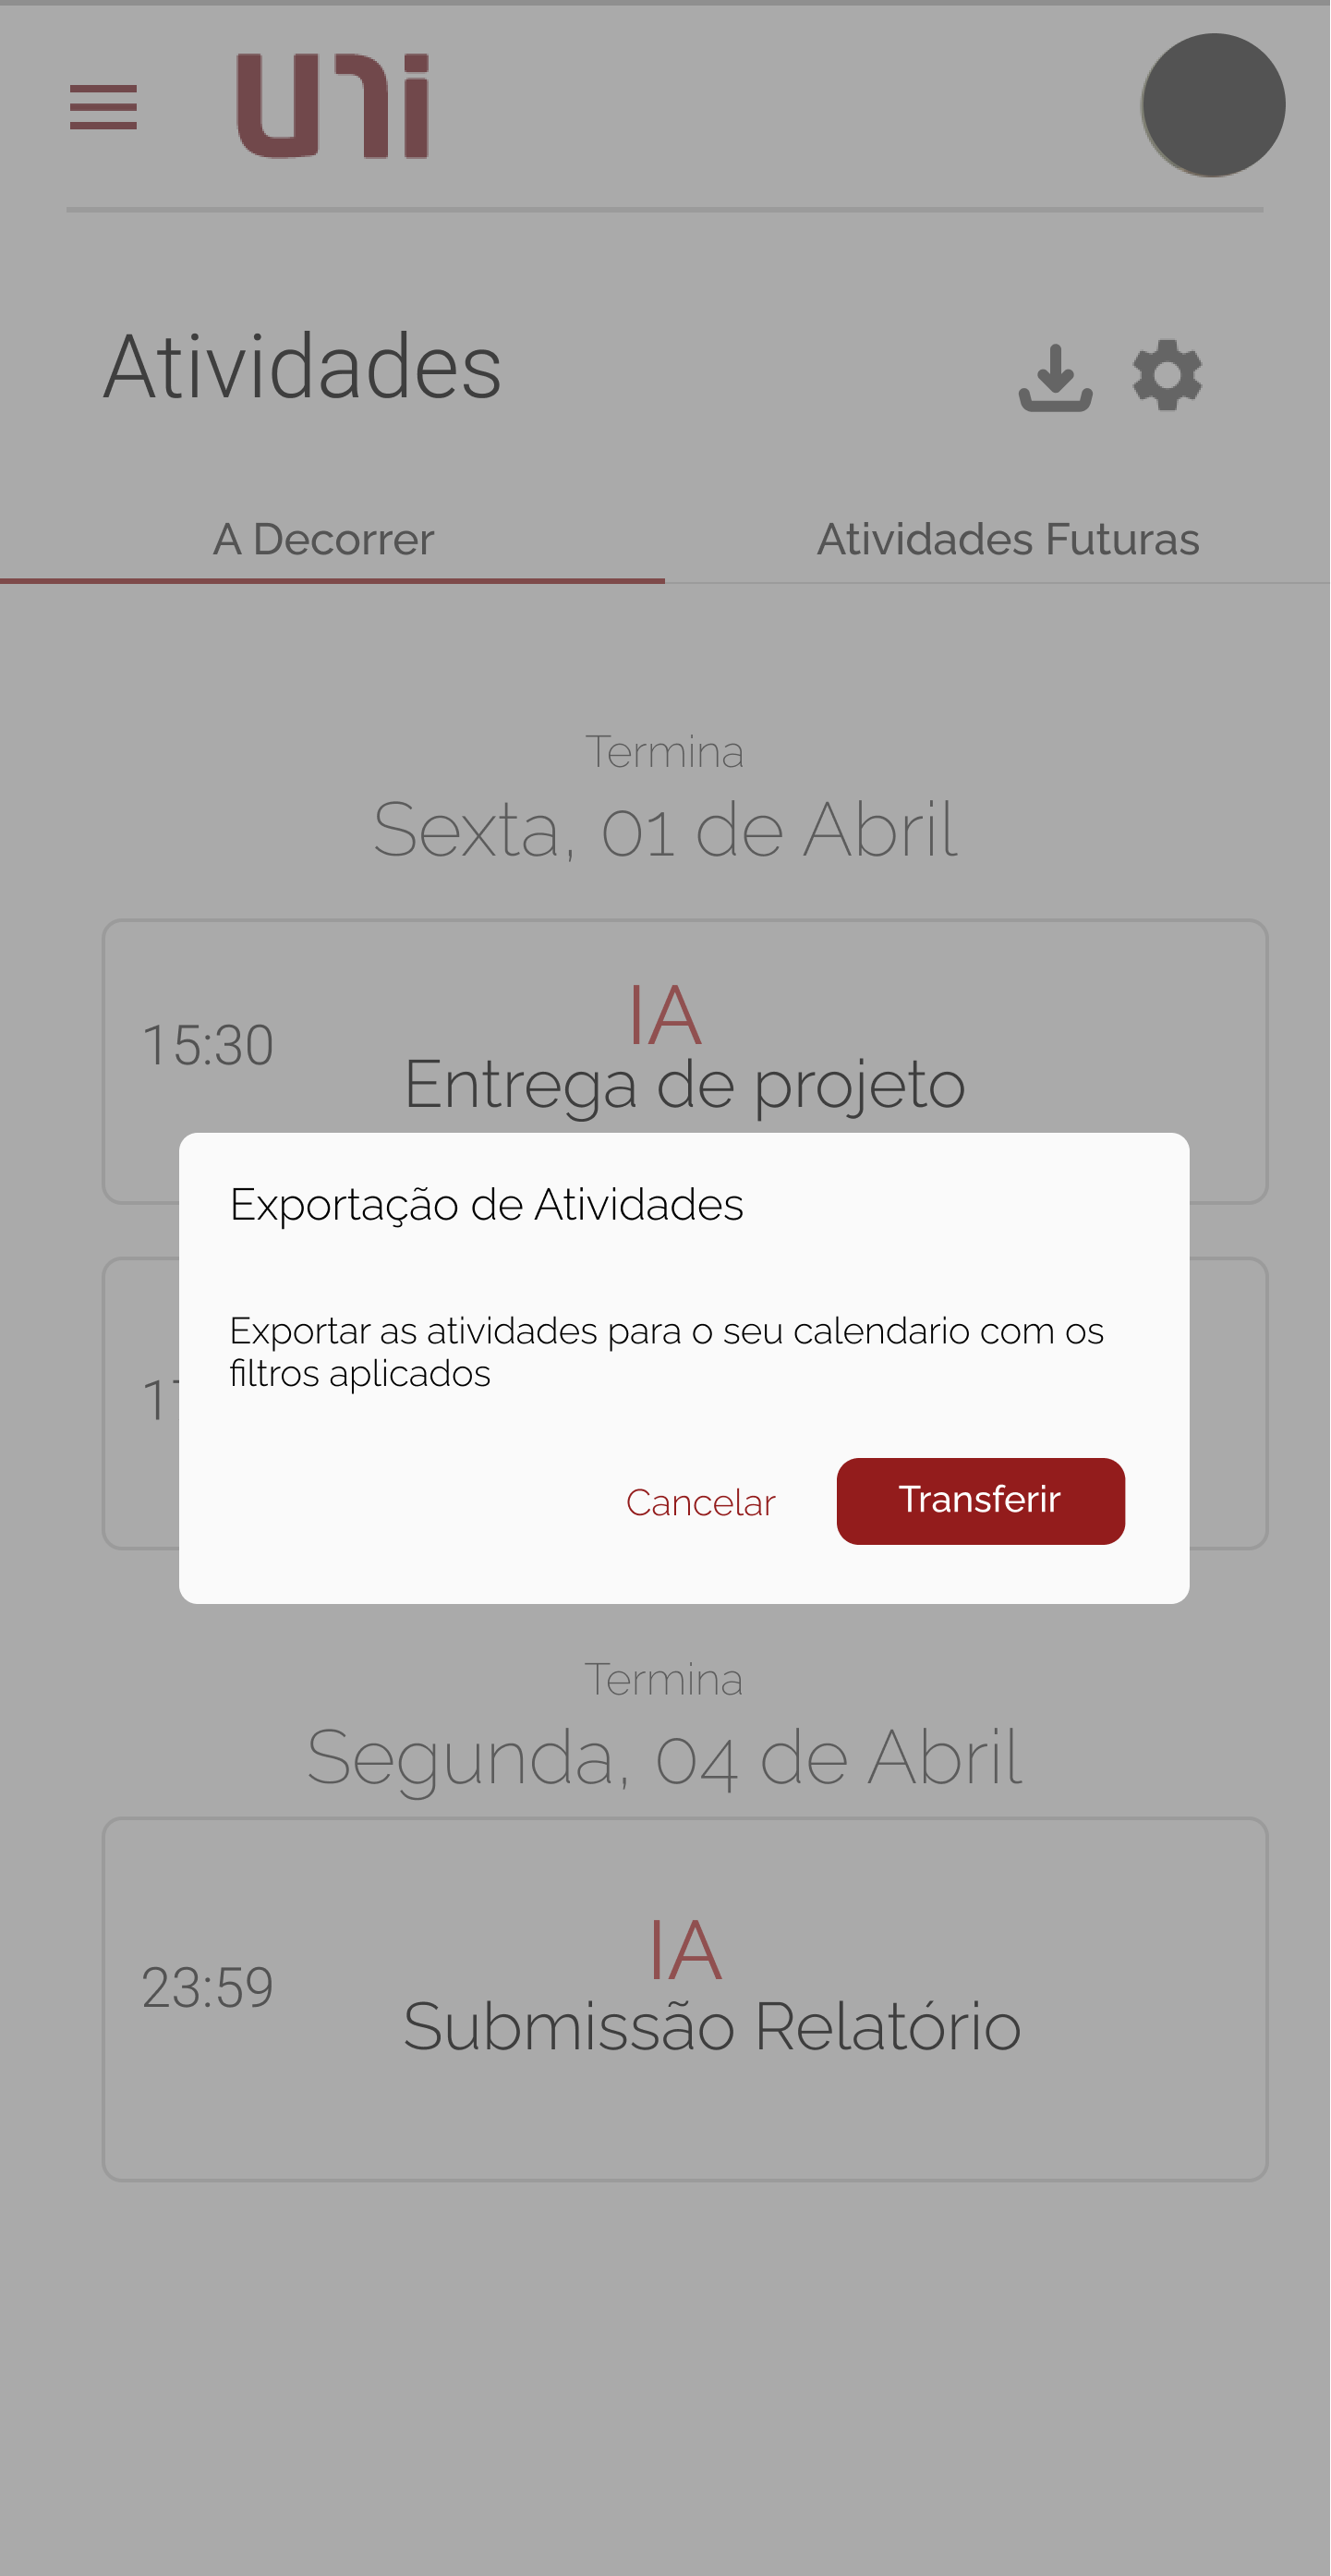 uni
Atividades
A Decorrer
Atividades Futuras
Termina
Sexta, 01 de Abril
15:30
IA
Entrega de projeto
Exportação de Atividades
Exportar as atividades para o seu calendario com os
filtros aplicados
Cancelar
Transferir
Termina
Segunda, 04 de Abril
23:59
IA
Submissão Relatório